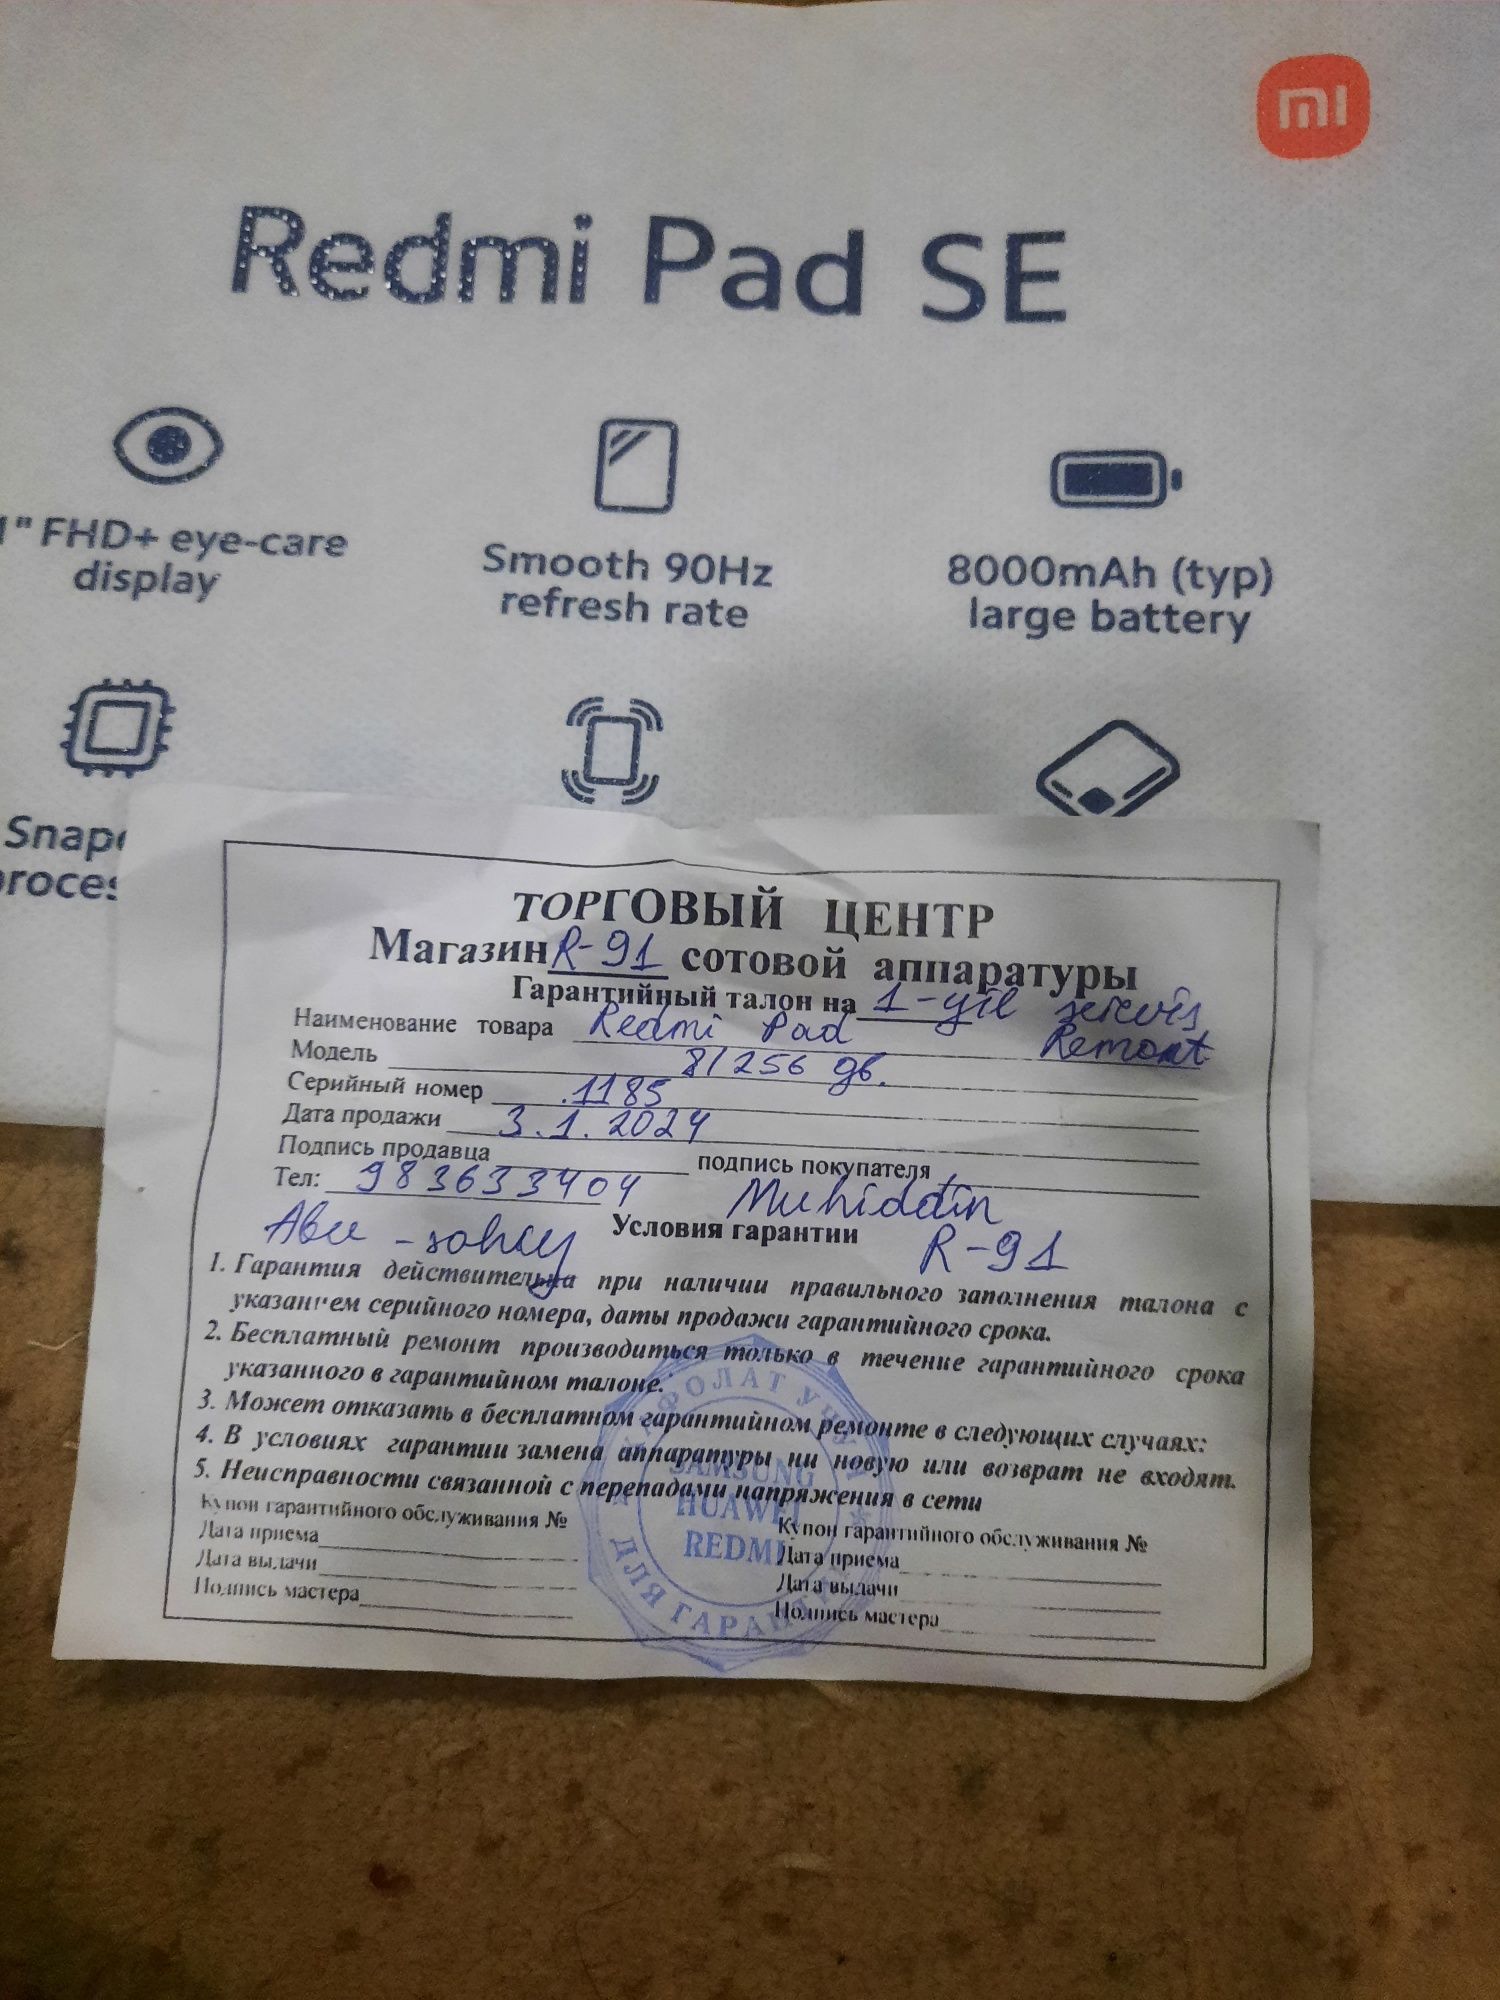 mi
Redmi Pad SE
1" FHD+ eye-care
display
Smooth 90Hz
refresh rate
8000mAh (typ)
large battery
Snap
proces
ТОРГОВЫЙ ЦЕНТР
Магазин R-91 сотовой аппаратуры
Гарантийный талон на 1-yil servis
Remont
Наименование товара Redmi Pad
Модель 8/256 gb.
Серийный номер .1185
Дата продажи 3.1.2024
Подпись продавца подпись покупателя
Тел: 983633404 Muhiddin
Abu - Условия гарантии R-91
1. Гарантия действительна при наличии правильного заполнения талона с
указанием серийного номера, даты продажи гарантийного срока.
2. Бесплатный ремонт производиться только в течение гарантийного срока
указанного в гарантийном талоне.
3. Может отказать в бесплатном гарантийном ремонте в следующих случаях:
4. В условиях гарантии замена аппаратуры ни новую или возврат не входят.
5. Неисправности связанной с перепадами напряжения в сети
Купон гарантийного обслуживания №
Дата приема
Дата выдачи
Подпись мастера
Купон гарантийного обслуживания №
Дата приема
Дата выдачи
Подпись мастера
SAMSUNG
HUAWEI
REDMI
ДЛЯ